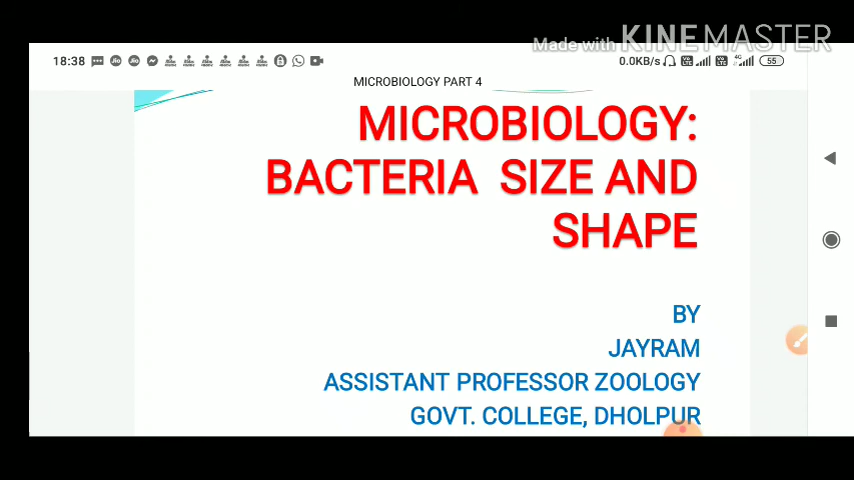 Made with KINEMASTER
18:38
0.0KB/s 4G 55
MICROBIOLOGY PART 4
MICROBIOLOGY:
BACTERIA SIZE AND
SHAPE
BY
JAYRAM
ASSISTANT PROFESSOR ZOOLOGY
GOVT. COLLEGE, DHOLPUR